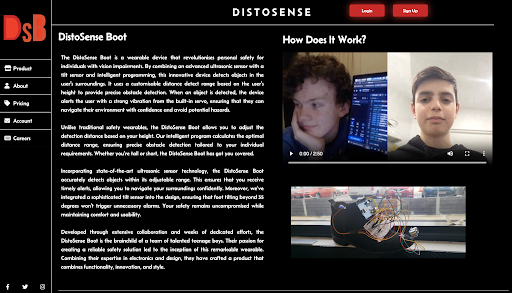 DSB
DISTOSENSE
Login
Sign Up
Product
About
Pricing
Account
Careers
DistoSense Boot
The DistoSense Boot is a wearable device that revolutionises personal safety for
individuals with vision impairments. By combining an advanced ultrasonic sensor with a
tilt sensor and intelligent programming, this innovative device detects objects in the
user's surroundings. It uses a customisable distance detect range based on the user's
height to provide precise obstacle detection. When an object is detected, the device
alerts the user with a strong vibration from the built-in servo, ensuring that they can
navigate their environment with confidence and avoid potential hazards.
Unlike traditional safety wearables, the DistoSense Boot allows you to adjust the
detection distance based on your height. Our intelligent program calculates the optimal
distance range, ensuring precise obstacle detection tailored to your individual
requirements. Whether you're tall or short, the DistoSense Boot has got you covered.
Incorporating state-of-the-art ultrasonic sensor technology, the DistoSense Boot
accurately detects objects within its adjustable range. This ensures that you receive
timely alerts, allowing you to navigate your surroundings confidently. Moreover, we've
integrated a sophisticated tilt sensor into the design, ensuring that foot tilting beyond 35
degrees won't trigger unnecessary alarms. Your safety remains uncompromised while
maintaining comfort and usability.
Developed through extensive collaboration and weeks of dedicated efforts, the
DistoSense Boot is the brainchild of a team of talented teenage boys. Their passion for
creating a reliable safety solution led to the inception of this remarkable wearable.
Combining their expertise in electronics and design, they have crafted a product that
combines functionality, innovation, and style.
How Does It Work?
0:00 / 2:50